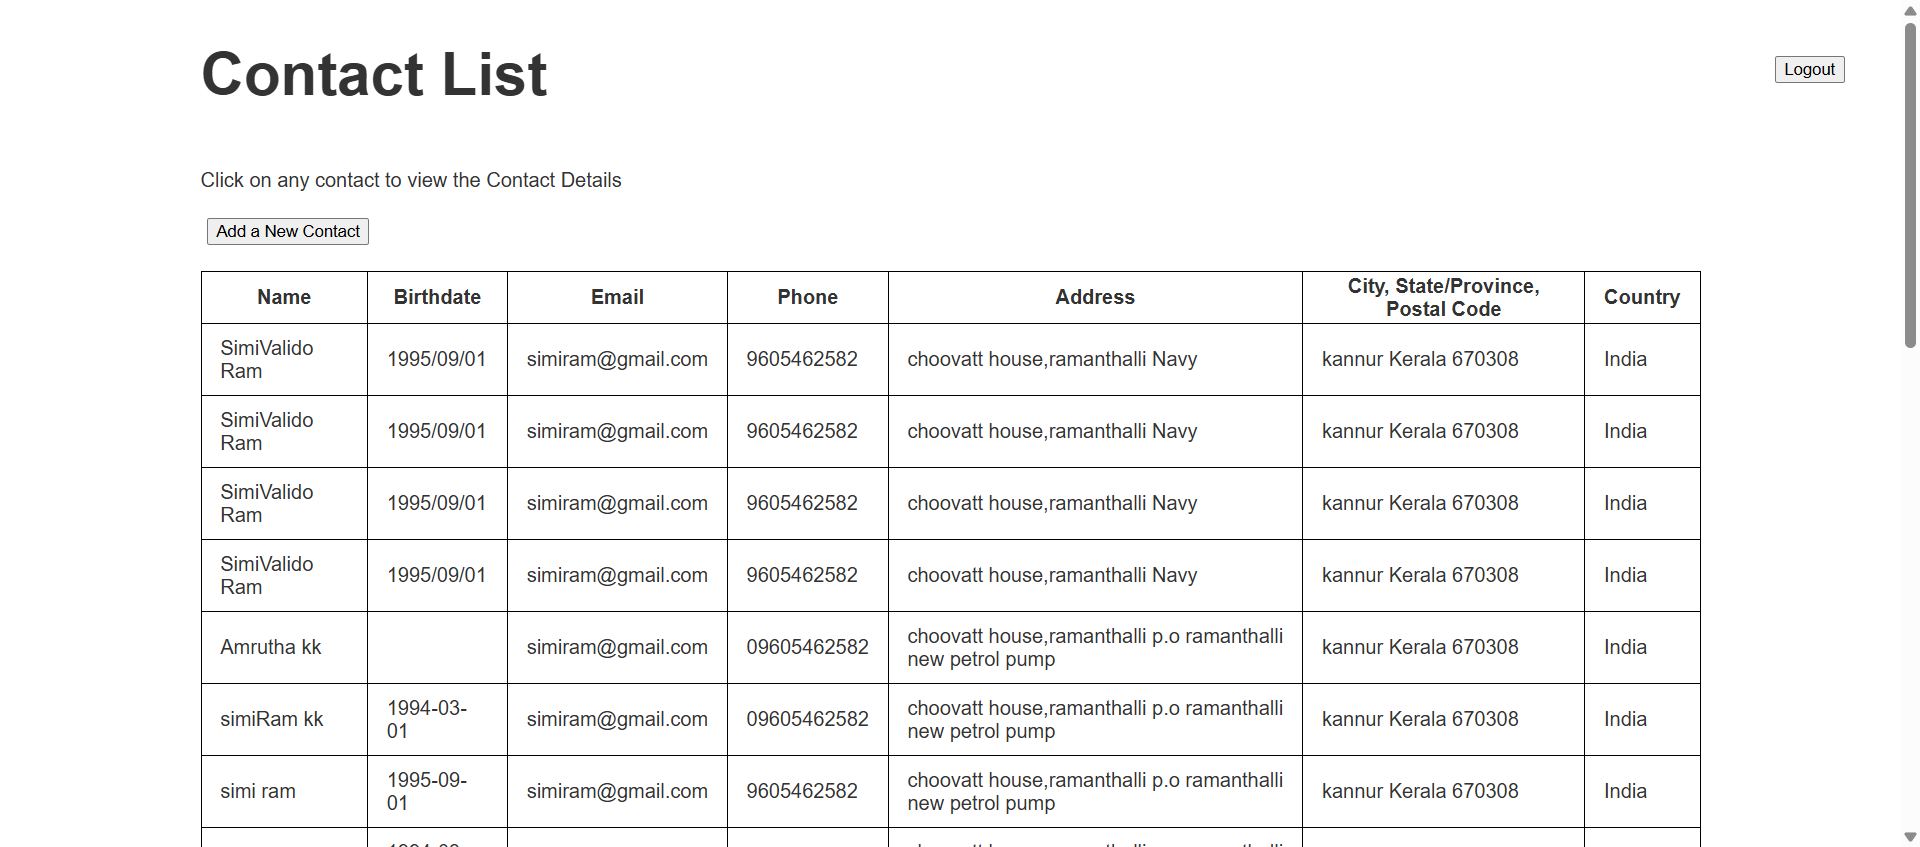 Contact List
Logout
Click on any contact to view the Contact Details
Add a New Contact
Name Birthdate Email Phone Address City, State/Province, Postal Code Country
SimiValido Ram 1995/09/01 simiram@gmail.com 9605462582 choovatt house,ramanthalli Navy kannur Kerala 670308 India
SimiValido Ram 1995/09/01 simiram@gmail.com 9605462582 choovatt house,ramanthalli Navy kannur Kerala 670308 India
SimiValido Ram 1995/09/01 simiram@gmail.com 9605462582 choovatt house,ramanthalli Navy kannur Kerala 670308 India
SimiValido Ram 1995/09/01 simiram@gmail.com 9605462582 choovatt house,ramanthalli Navy kannur Kerala 670308 India
Amrutha kk simiram@gmail.com 09605462582 choovatt house,ramanthalli p.o ramanthalli new petrol pump kannur Kerala 670308 India
simiRam kk 1994-03-01 simiram@gmail.com 09605462582 choovatt house,ramanthalli p.o ramanthalli new petrol pump kannur Kerala 670308 India
simi ram 1995-09-01 simiram@gmail.com 9605462582 choovatt house,ramanthalli p.o ramanthalli new petrol pump kannur Kerala 670308 India